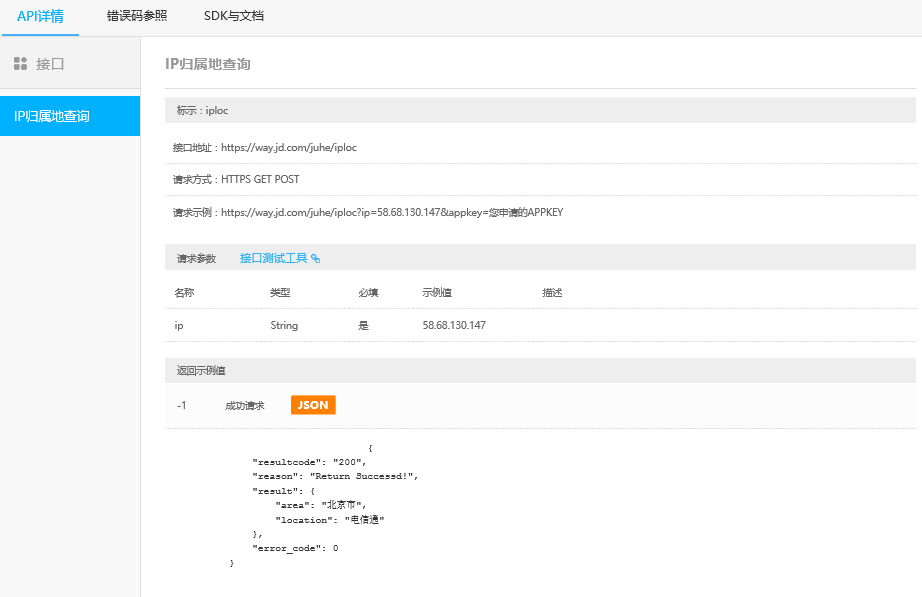 API详情 错误码参照 SDK与文档
接口
IP归属地查询
IP归属地查询
标示：iploc
接口地址：https://way.jd.com/juhe/iploc
请求方式：HTTPS GET POST
请求示例：https://way.jd.com/juhe/iploc?ip=58.68.130.147&appkey=您申请的APPKEY
请求参数 接口测试工具
名称 类型 必填 示例值 描述
ip String 是 58.68.130.147
返回示例值
-1 成功请求 JSON
{
"resultcode": "200",
"reason": "Return Successd!",
"result": {
"area": "北京市",
"location": "电信通"
},
"error_code": 0
}